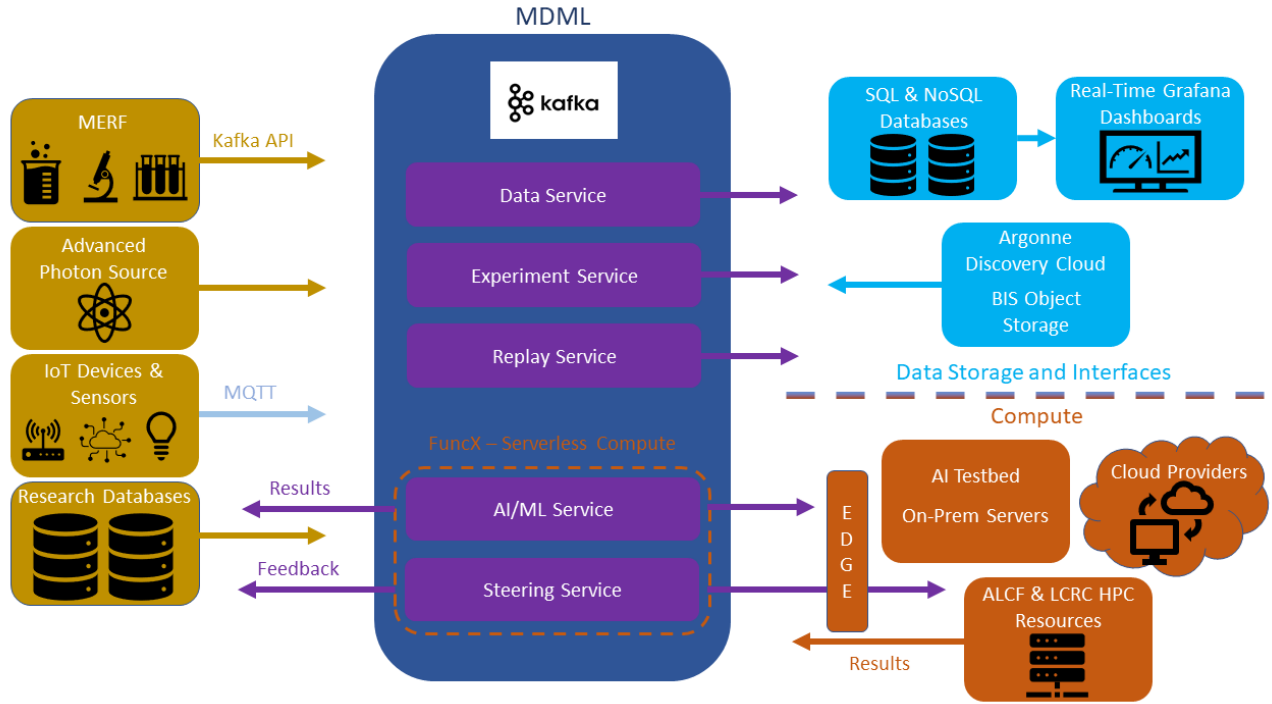 MDML
kafka
MERF
Kafka API
Advanced
Photon Source
IoT Devices &
Sensors
MQTT
Research Databases
Results
Feedback
Data Service
Experiment Service
Replay Service
FuncX – Serverless Compute
AI/ML Service
Steering Service
SQL & NoSQL
Databases
Real-Time Grafana
Dashboards
Argonne
Discovery Cloud
BIS Object
Storage
Data Storage and Interfaces
Compute
EDGE
AI Testbed
On-Prem Servers
Cloud Providers
ALCF & LCRC HPC
Resources
Results